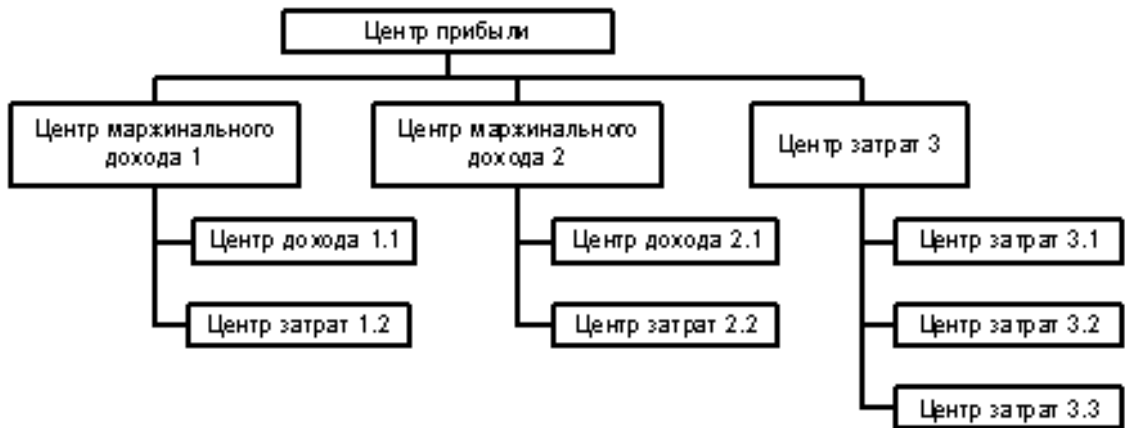 Центр прибыли
Центр маржинального
дохода 1
Центр маржинального
дохода 2
Центр затрат 3
Центр дохода 1.1
Центр дохода 2.1
Центр затрат 3.1
Центр затрат 1.2
Центр затрат 2.2
Центр затрат 3.2
Центр затрат 3.3